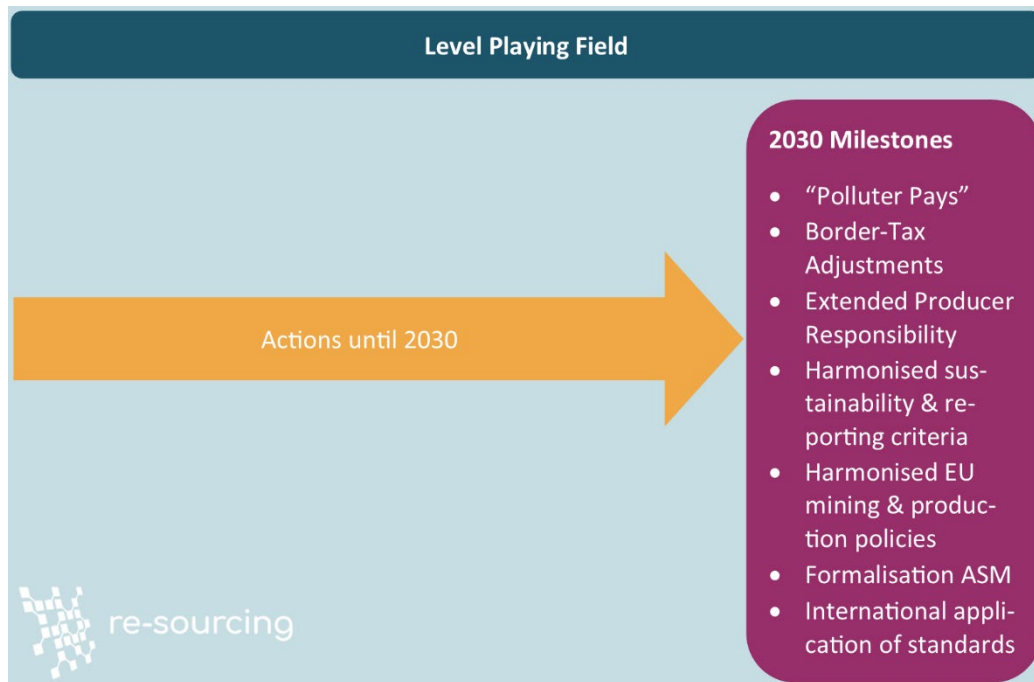 Level Playing Field
Actions until 2030
2030 Milestones
• “Polluter Pays”
• Border-Tax
Adjustments
• Extended Producer
Responsibility
• Harmonised sus-
tainability & re-
porting criteria
• Harmonised EU
mining & produc-
tion policies
• Formalisation ASM
• International appli-
cation of standards
re-sourcing